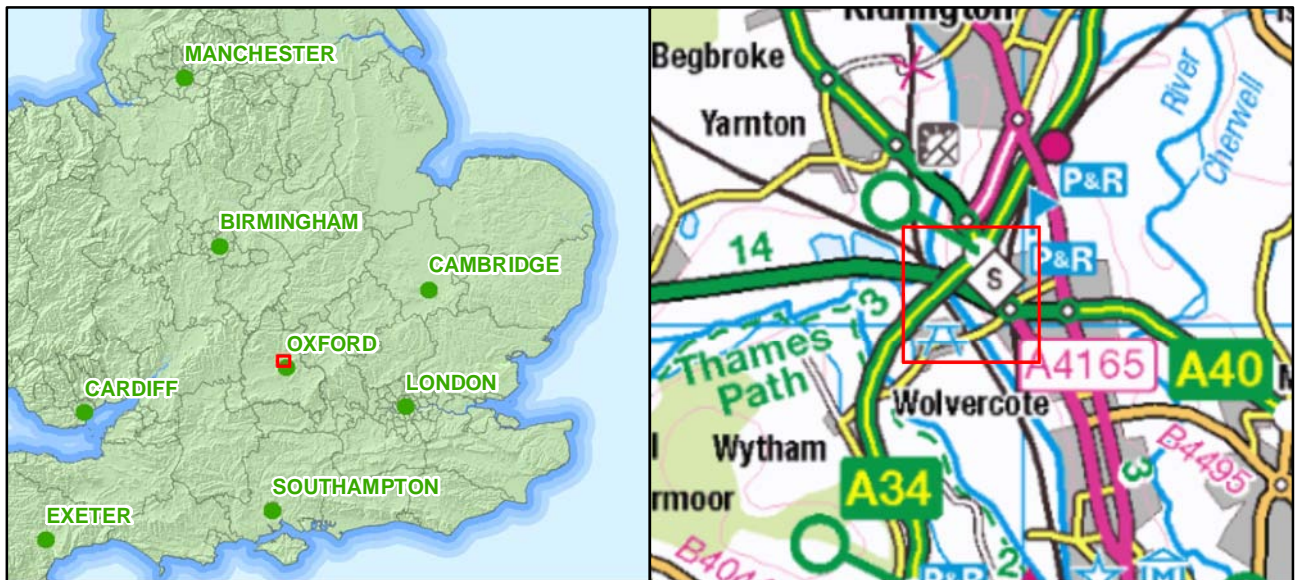 MANCHESTER
BIRMINGHAM
CAMBRIDGE
OXFORD
CARDIFF
LONDON
SOUTHAMPTON
EXETER
Kidlington
Begbroke
Yarnton
River
Cherwell
P&R
14
P&R
S
3
Thames
Path
A4165
A40
Wolvercote
Wytham
B4495
3
A34
2
P&R
M